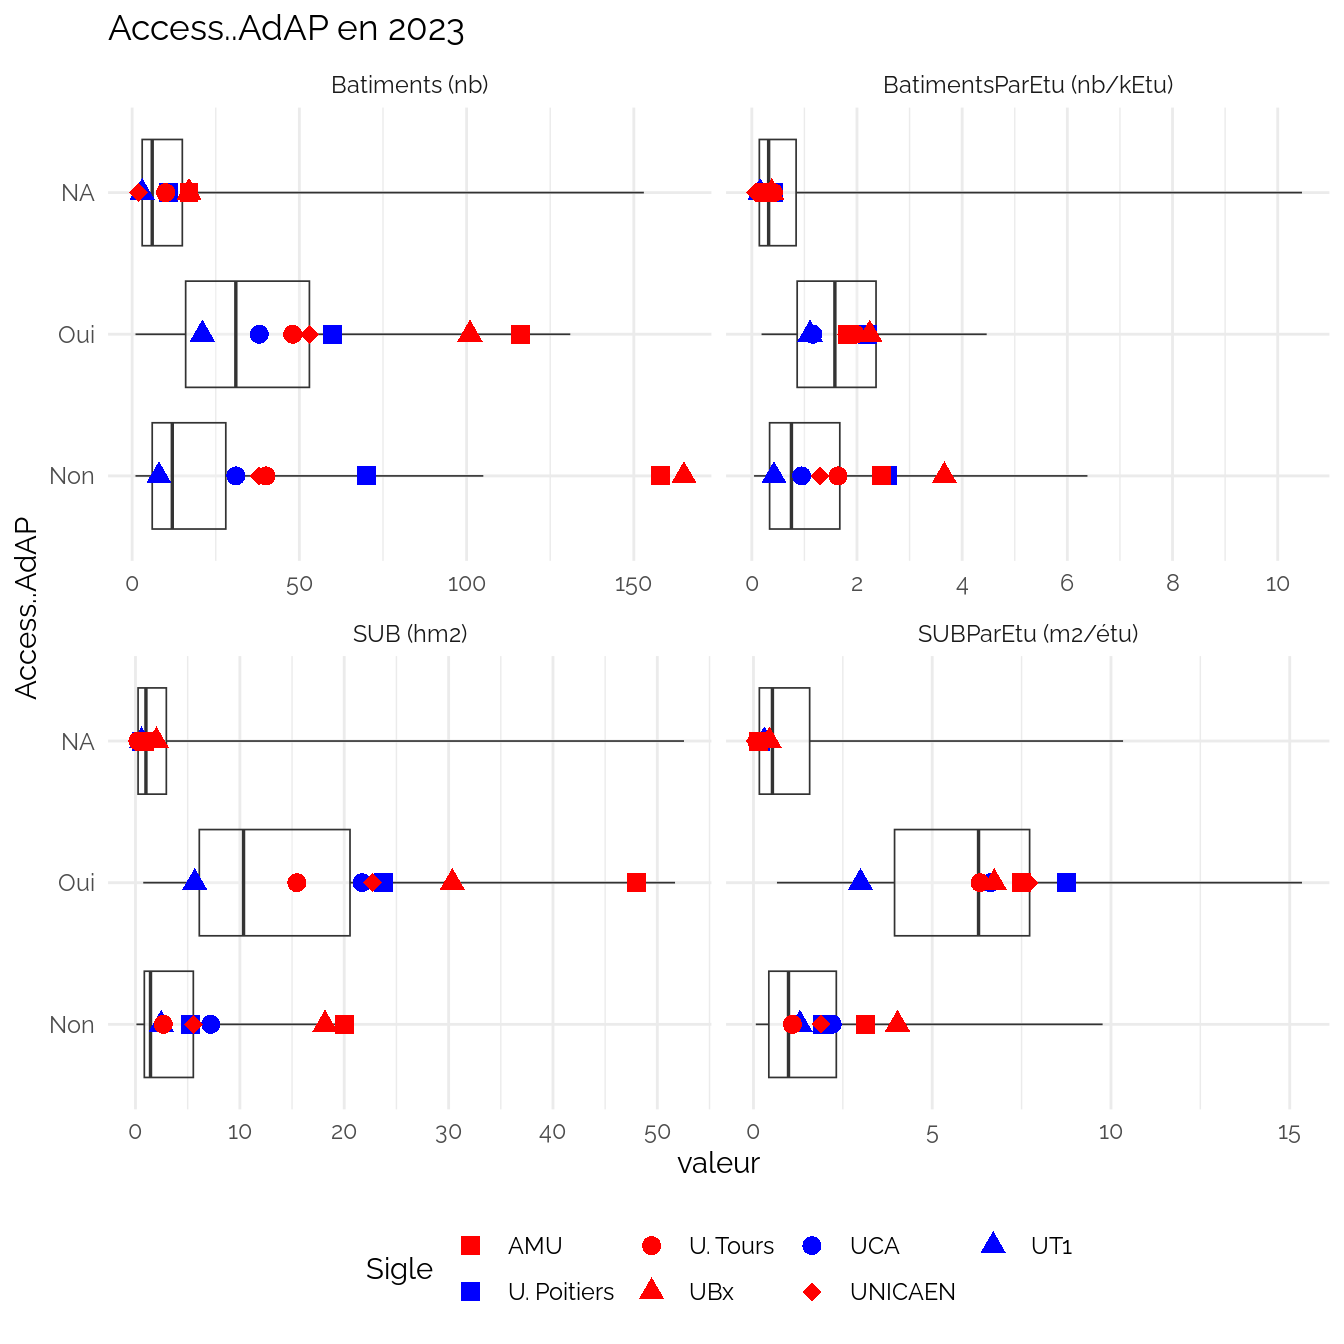 Access..AdAP en 2023
Batiments (nb)
BatimentsParEtu (nb/kEtu)
NA
Oui
Non
0 50 100 150
0 2 4 6 8 10
Access..AdAP
SUB (hm2)
SUBParEtu (m2/étu)
NA
Oui
Non
0 10 20 30 40 50
0 5 10 15
valeur
Sigle
AMU U. Tours UCA UT1
U. Poitiers UBx UNICAEN